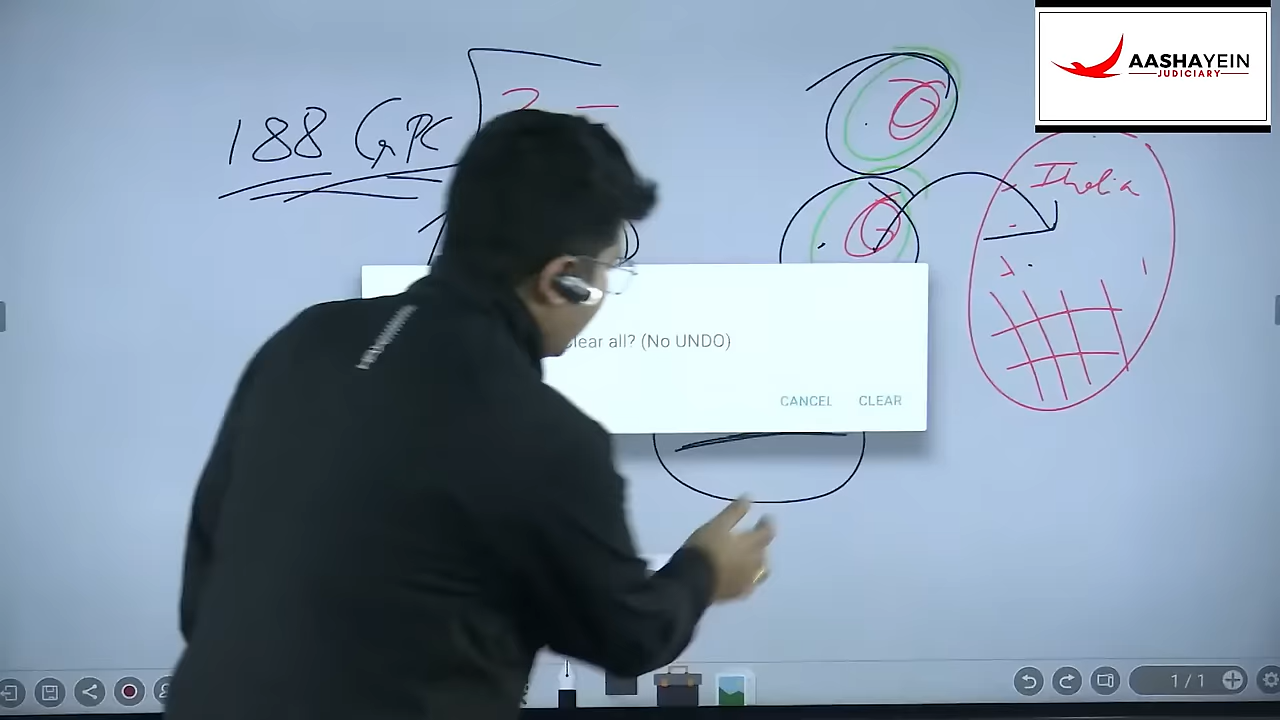 AASHAYEIN
JUDICIARY
188 CrPC
India
Clear all? (No UNDO)
CANCEL CLEAR
1 / 1